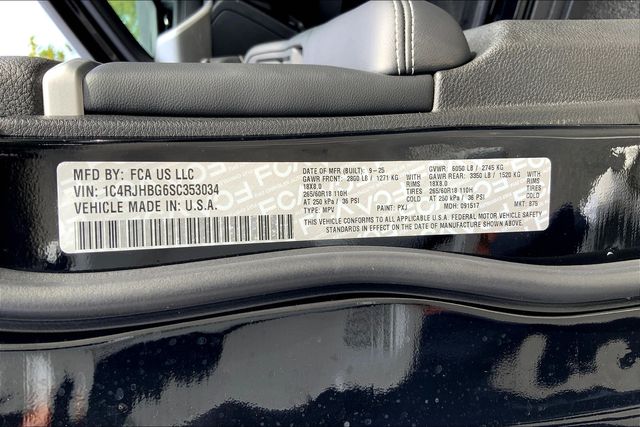 MFD BY: FCA US LLC
VIN: 1C4RJHBG6SC353034
VEHICLE MADE IN: U.S.A.
DATE OF MFR (BUILT): 9-25 GVWR: 6050 LB / 2745 KG
GAWR FRONT: 2800 LB / 1271 KG WITH GAWR REAR: 3350 LB / 1520 KG WITH
18X8.0 RIMS 18X8.0 RIMS
265/60R18 110H TIRES 265/60R18 110H TIRES
AT 250 kPa / 36 PSI AT 250 kPa / 36 PSI
TYPE: MPV PAINT: PXJ MDH: 091517 MKT: 875
THIS VEHICLE CONFORMS TO ALL APPLICABLE U.S.A. FEDERAL MOTOR VEHICLE SAFETY
STANDARDS IN EFFECT ON THE DATE OF MANUFACTURE SHOWN ABOVE.